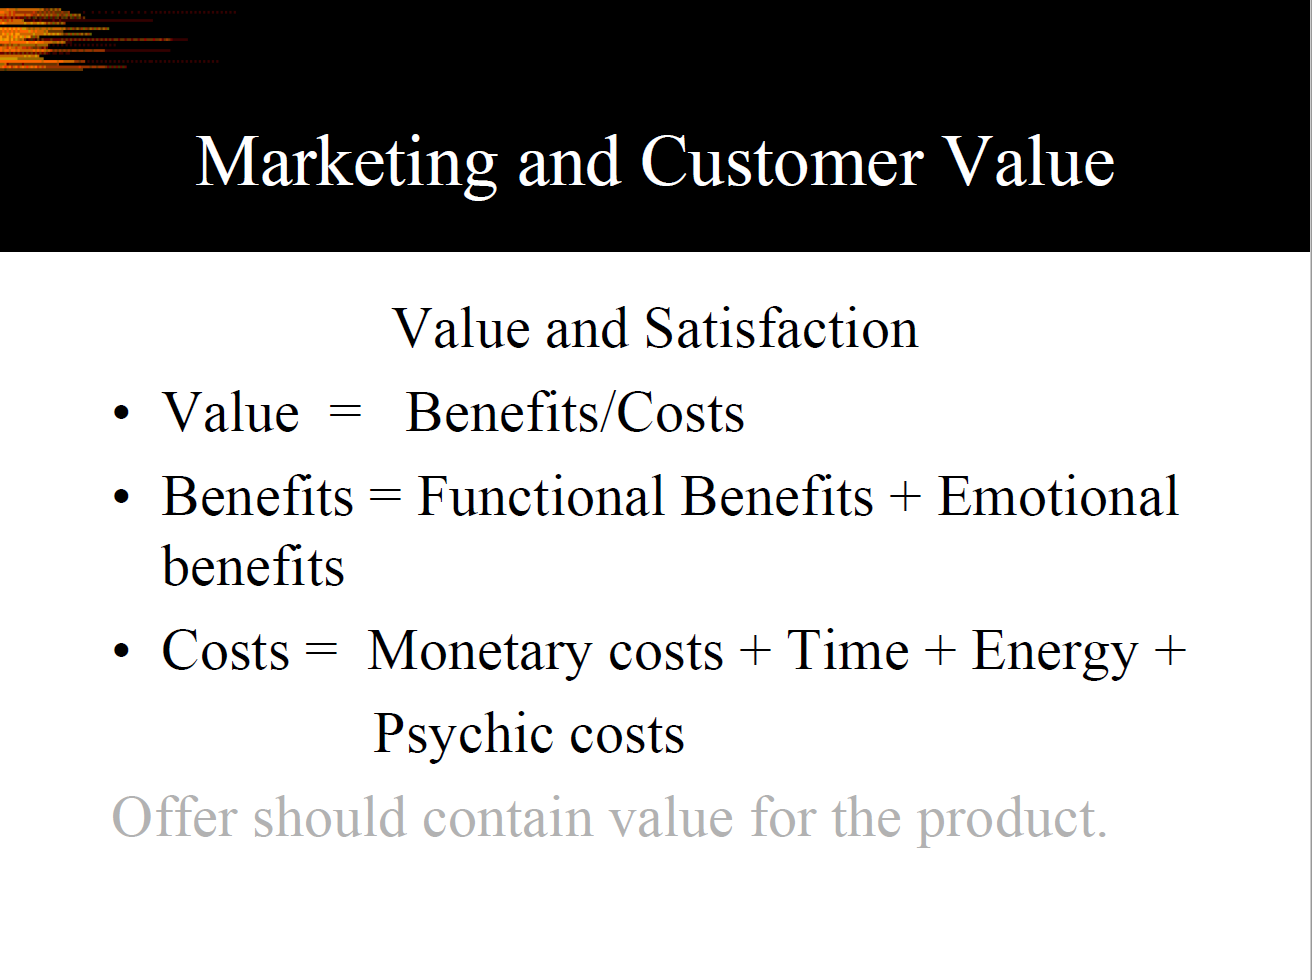 Marketing and Customer Value
Value and Satisfaction
• Value = Benefits/Costs
• Benefits = Functional Benefits + Emotional
benefits
• Costs = Monetary costs + Time + Energy +
Psychic costs
Offer should contain value for the product.